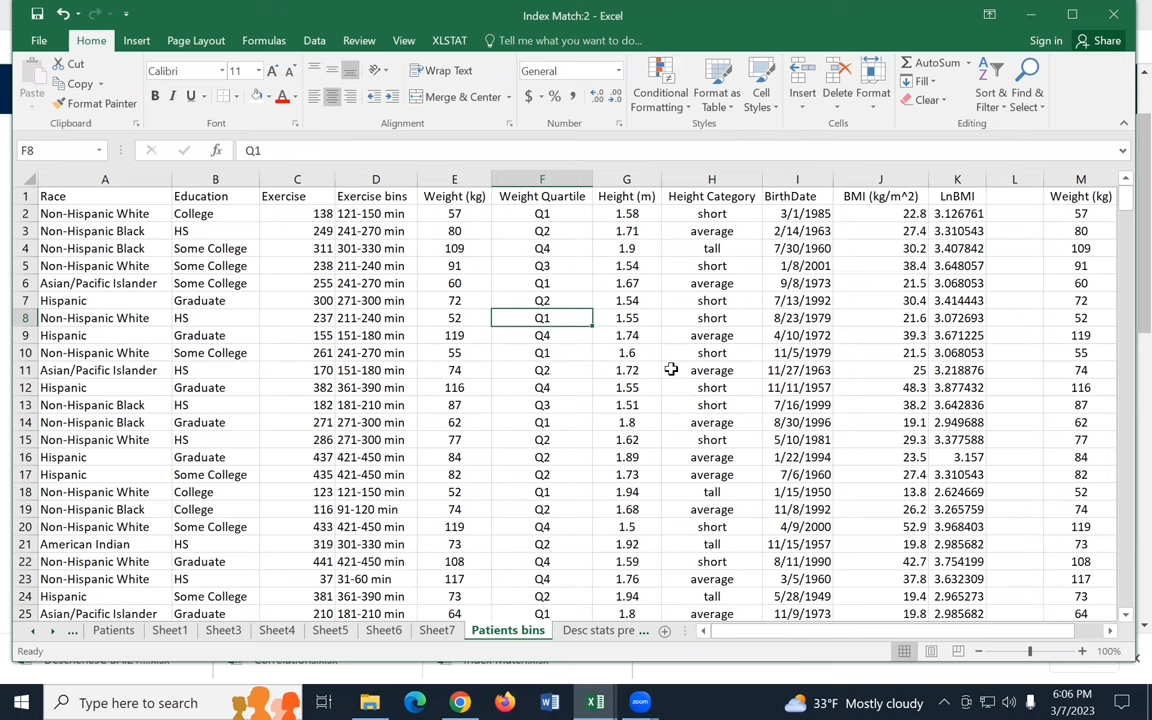 Index Match:2 - Excel
File Home Insert Page Layout Formulas Data Review View XLSTAT Tell me what you want to do... Sign in Share
Paste Cut Copy Format Painter Clipboard
Calibri 11 A A B I U A Font
Wrap Text Merge & Center Alignment
General $ % , Number
Conditional Formatting Format as Table Cell Styles Styles
Insert Delete Format Cells
AutoSum Fill Clear Sort & Filter Find & Select Editing
F8 fx Q1
A B C D E F G H I J K L M
1 Race Education Exercise Exercise bins Weight (kg) Weight Quartile Height (m) Height Category BirthDate BMI (kg/m^2) LnBMI Weight (kg)
2 Non-Hispanic White College 138 121-150 min 57 Q1 1.58 short 3/1/1985 22.8 3.126761 57
3 Non-Hispanic Black HS 249 241-270 min 80 Q2 1.71 average 2/14/1963 27.4 3.310543 80
4 Non-Hispanic Black Some College 311 301-330 min 109 Q4 1.9 tall 7/30/1960 30.2 3.407842 109
5 Non-Hispanic White Some College 238 211-240 min 91 Q3 1.54 short 1/8/2001 38.4 3.648057 91
6 Asian/Pacific Islander Some College 255 241-270 min 60 Q1 1.67 average 9/8/1973 21.5 3.068053 60
7 Hispanic Graduate 300 271-300 min 72 Q2 1.54 short 7/13/1992 30.4 3.414443 72
8 Non-Hispanic White HS 237 211-240 min 52 Q1 1.55 short 8/23/1979 21.6 3.072693 52
9 Hispanic Graduate 155 151-180 min 119 Q4 1.74 average 4/10/1972 39.3 3.671225 119
10 Non-Hispanic White Some College 261 241-270 min 55 Q1 1.6 short 11/5/1979 21.5 3.068053 55
11 Asian/Pacific Islander HS 170 151-180 min 74 Q2 1.72 average 11/27/1963 25 3.218876 74
12 Hispanic Graduate 382 361-390 min 116 Q4 1.55 short 11/11/1957 48.3 3.877432 116
13 Non-Hispanic Black HS 182 181-210 min 87 Q3 1.51 short 7/16/1999 38.2 3.642836 87
14 Non-Hispanic Black Graduate 271 271-300 min 62 Q1 1.8 average 8/30/1996 19.1 2.949688 62
15 Non-Hispanic White HS 286 271-300 min 77 Q2 1.62 short 5/10/1981 29.3 3.377588 77
16 Hispanic Graduate 437 421-450 min 84 Q2 1.89 average 1/22/1994 23.5 3.157 84
17 Hispanic Some College 435 421-450 min 82 Q2 1.73 average 7/6/1960 27.4 3.310543 82
18 Non-Hispanic White College 123 121-150 min 52 Q1 1.94 tall 1/15/1950 13.8 2.624669 52
19 Non-Hispanic Black College 116 91-120 min 74 Q2 1.68 average 11/8/1992 26.2 3.265759 74
20 Non-Hispanic White Some College 433 421-450 min 119 Q4 1.5 short 4/9/2000 52.9 3.968403 119
21 American Indian HS 319 301-330 min 73 Q2 1.92 tall 11/15/1957 19.8 2.985682 73
22 Non-Hispanic White Graduate 441 421-450 min 108 Q4 1.59 short 8/11/1990 42.7 3.754199 108
23 Non-Hispanic White HS 37 31-60 min 117 Q4 1.76 average 3/5/1960 37.8 3.632309 117
24 Hispanic Some College 381 361-390 min 73 Q2 1.94 tall 5/28/1949 19.4 2.965273 73
25 Asian/Pacific Islander Graduate 210 181-210 min 64 Q1 1.8 average 11/9/1973 19.8 2.985682 64
... Patients Sheet1 Sheet3 Sheet4 Sheet5 Sheet6 Sheet7 Patients bins Desc stats pre ...
Ready 100%
Type here to search 33°F Mostly cloudy 6:06 PM
3/7/2023